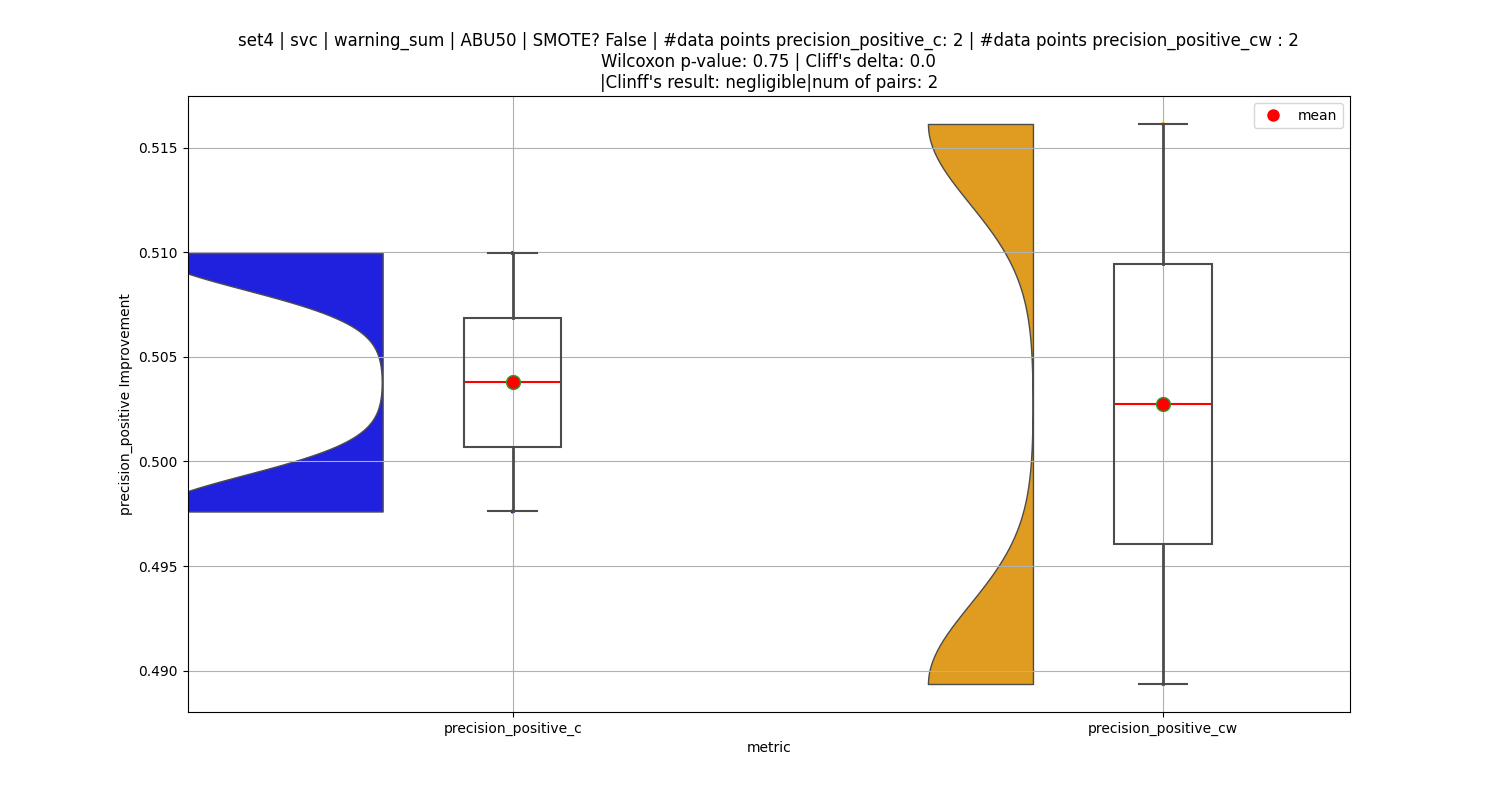 set4 | svc | warning_sum | ABU50 | SMOTE? False | #data points precision_positive_c: 2 | #data points precision_positive_cw : 2
Wilcoxon p-value: 0.75 | Cliff's delta: 0.0
|Clinff's result: negligible|num of pairs: 2
mean
0.515
0.510
0.505
0.500
0.495
0.490
precision_positive Improvement
precision_positive_c
precision_positive_cw
metric